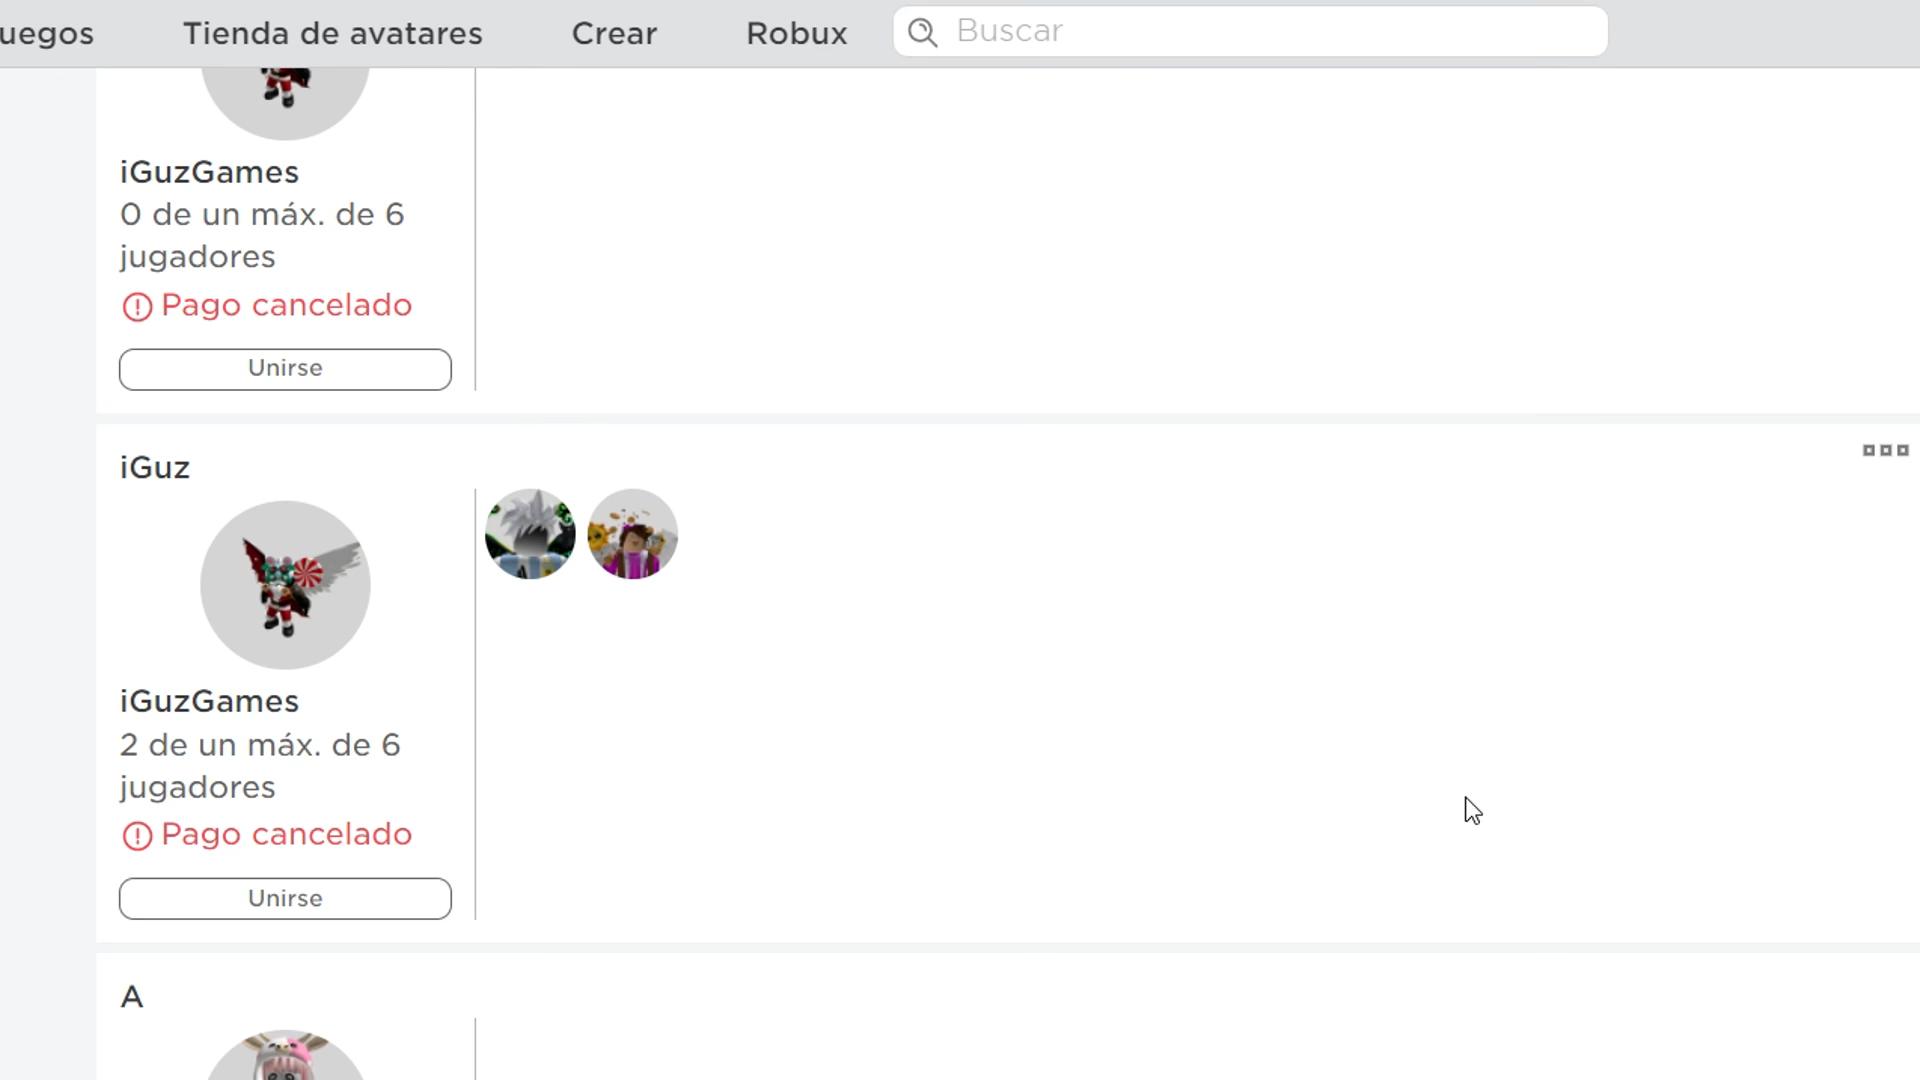 uegos
Tienda de avatares
Crear
Robux
Buscar
iGuzGames
0 de un máx. de 6
jugadores
Pago cancelado
Unirse
iGuz
iGuzGames
2 de un máx. de 6
jugadores
Pago cancelado
Unirse
A